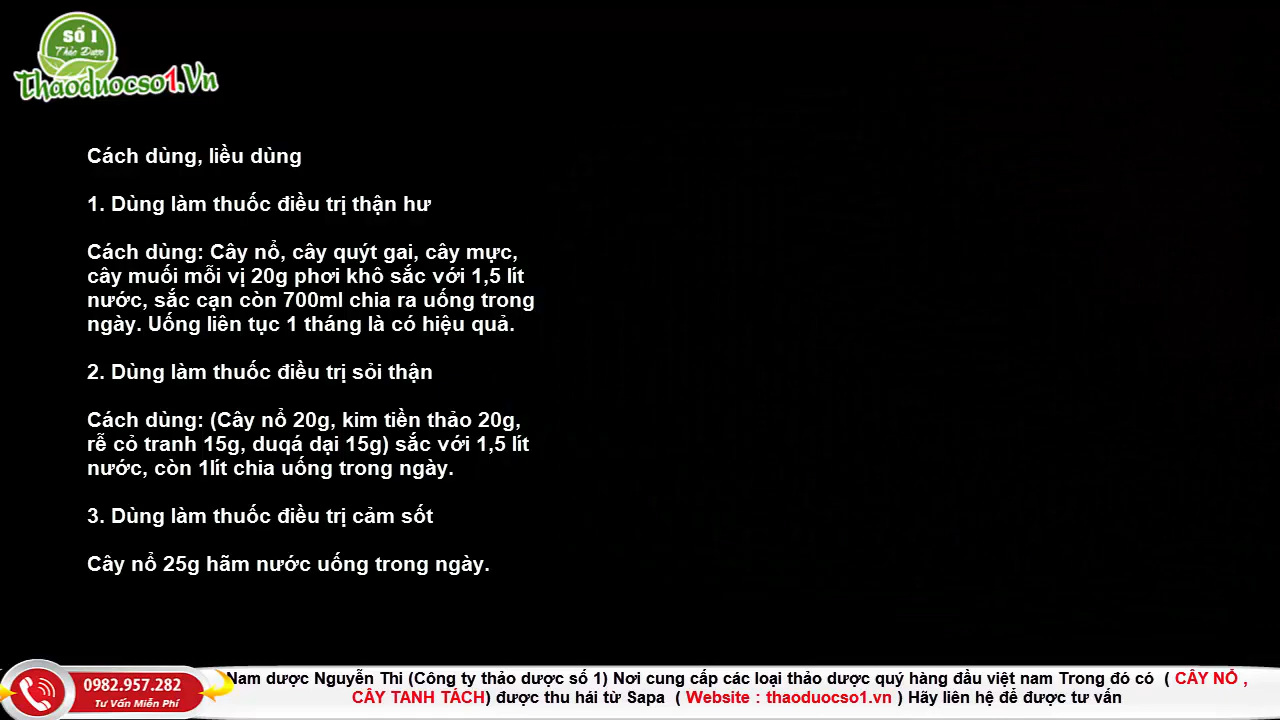 SỐ 1
Thảo Dược
Thaoduocso1.Vn
Cách dùng, liều dùng
1. Dùng làm thuốc điều trị thận hư
Cách dùng: Cây nổ, cây quýt gai, cây mực,
cây muối mỗi vị 20g phơi khô sắc với 1,5 lít
nước, sắc cạn còn 700ml chia ra uống trong
ngày. Uống liên tục 1 tháng là có hiệu quả.
2. Dùng làm thuốc điều trị sỏi thận
Cách dùng: (Cây nổ 20g, kim tiền thảo 20g,
rễ cỏ tranh 15g, duqá dại 15g) sắc với 1,5 lít
nước, còn 1lít chia uống trong ngày.
3. Dùng làm thuốc điều trị cảm sốt
Cây nổ 25g hãm nước uống trong ngày.
0982.957.282
Tư Vấn Miễn Phí
Nam dược Nguyễn Thi (Công ty thảo dược số 1) Nơi cung cấp các loại thảo dược quý hàng đầu việt nam Trong đó có ( CÂY NỔ ,
CÂY TANH TÁCH) được thu hái từ Sapa ( Website : thaoduocso1.vn ) Hãy liên hệ để được tư vấn